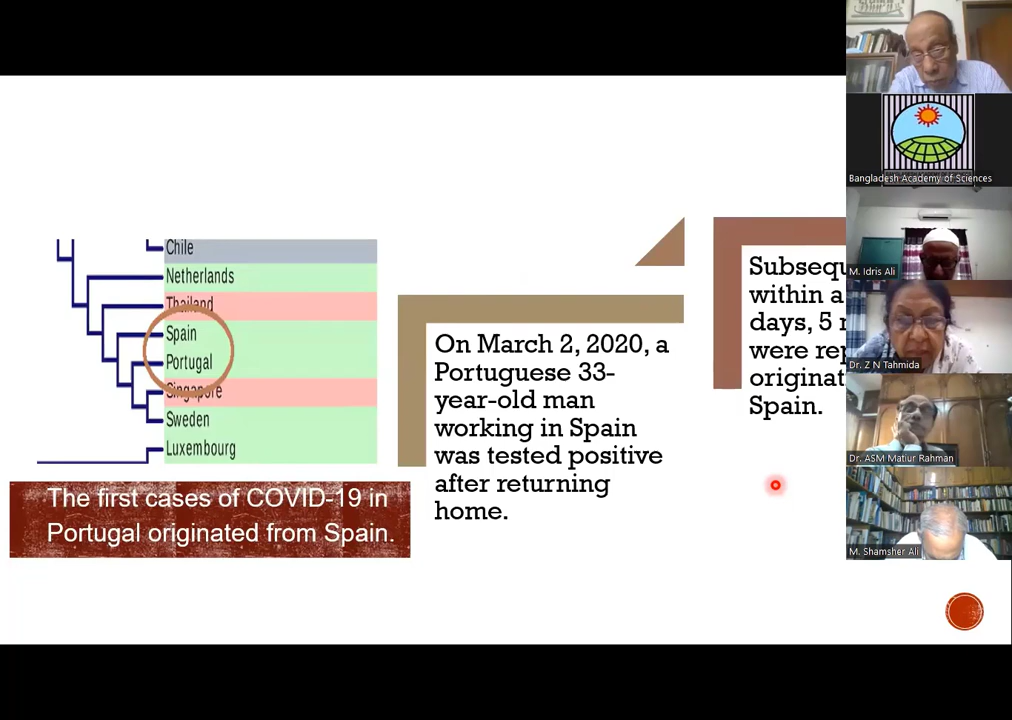 Chile
Netherlands
Thailand
Spain
Portugal
Singapore
Sweden
Luxembourg
The first cases of COVID-19 in
Portugal originated from Spain.
On March 2, 2020, a
Portuguese 33-
year-old man
working in Spain
was tested positive
after returning
home.
Subsequ
within a
days, 5
were rep
originat
Spain.
Bangladesh Academy of Sciences
M. Idris Ali
Dr. Z N Tahmida
Dr. ASM Matiur Rahman
M. Shamsher Ali